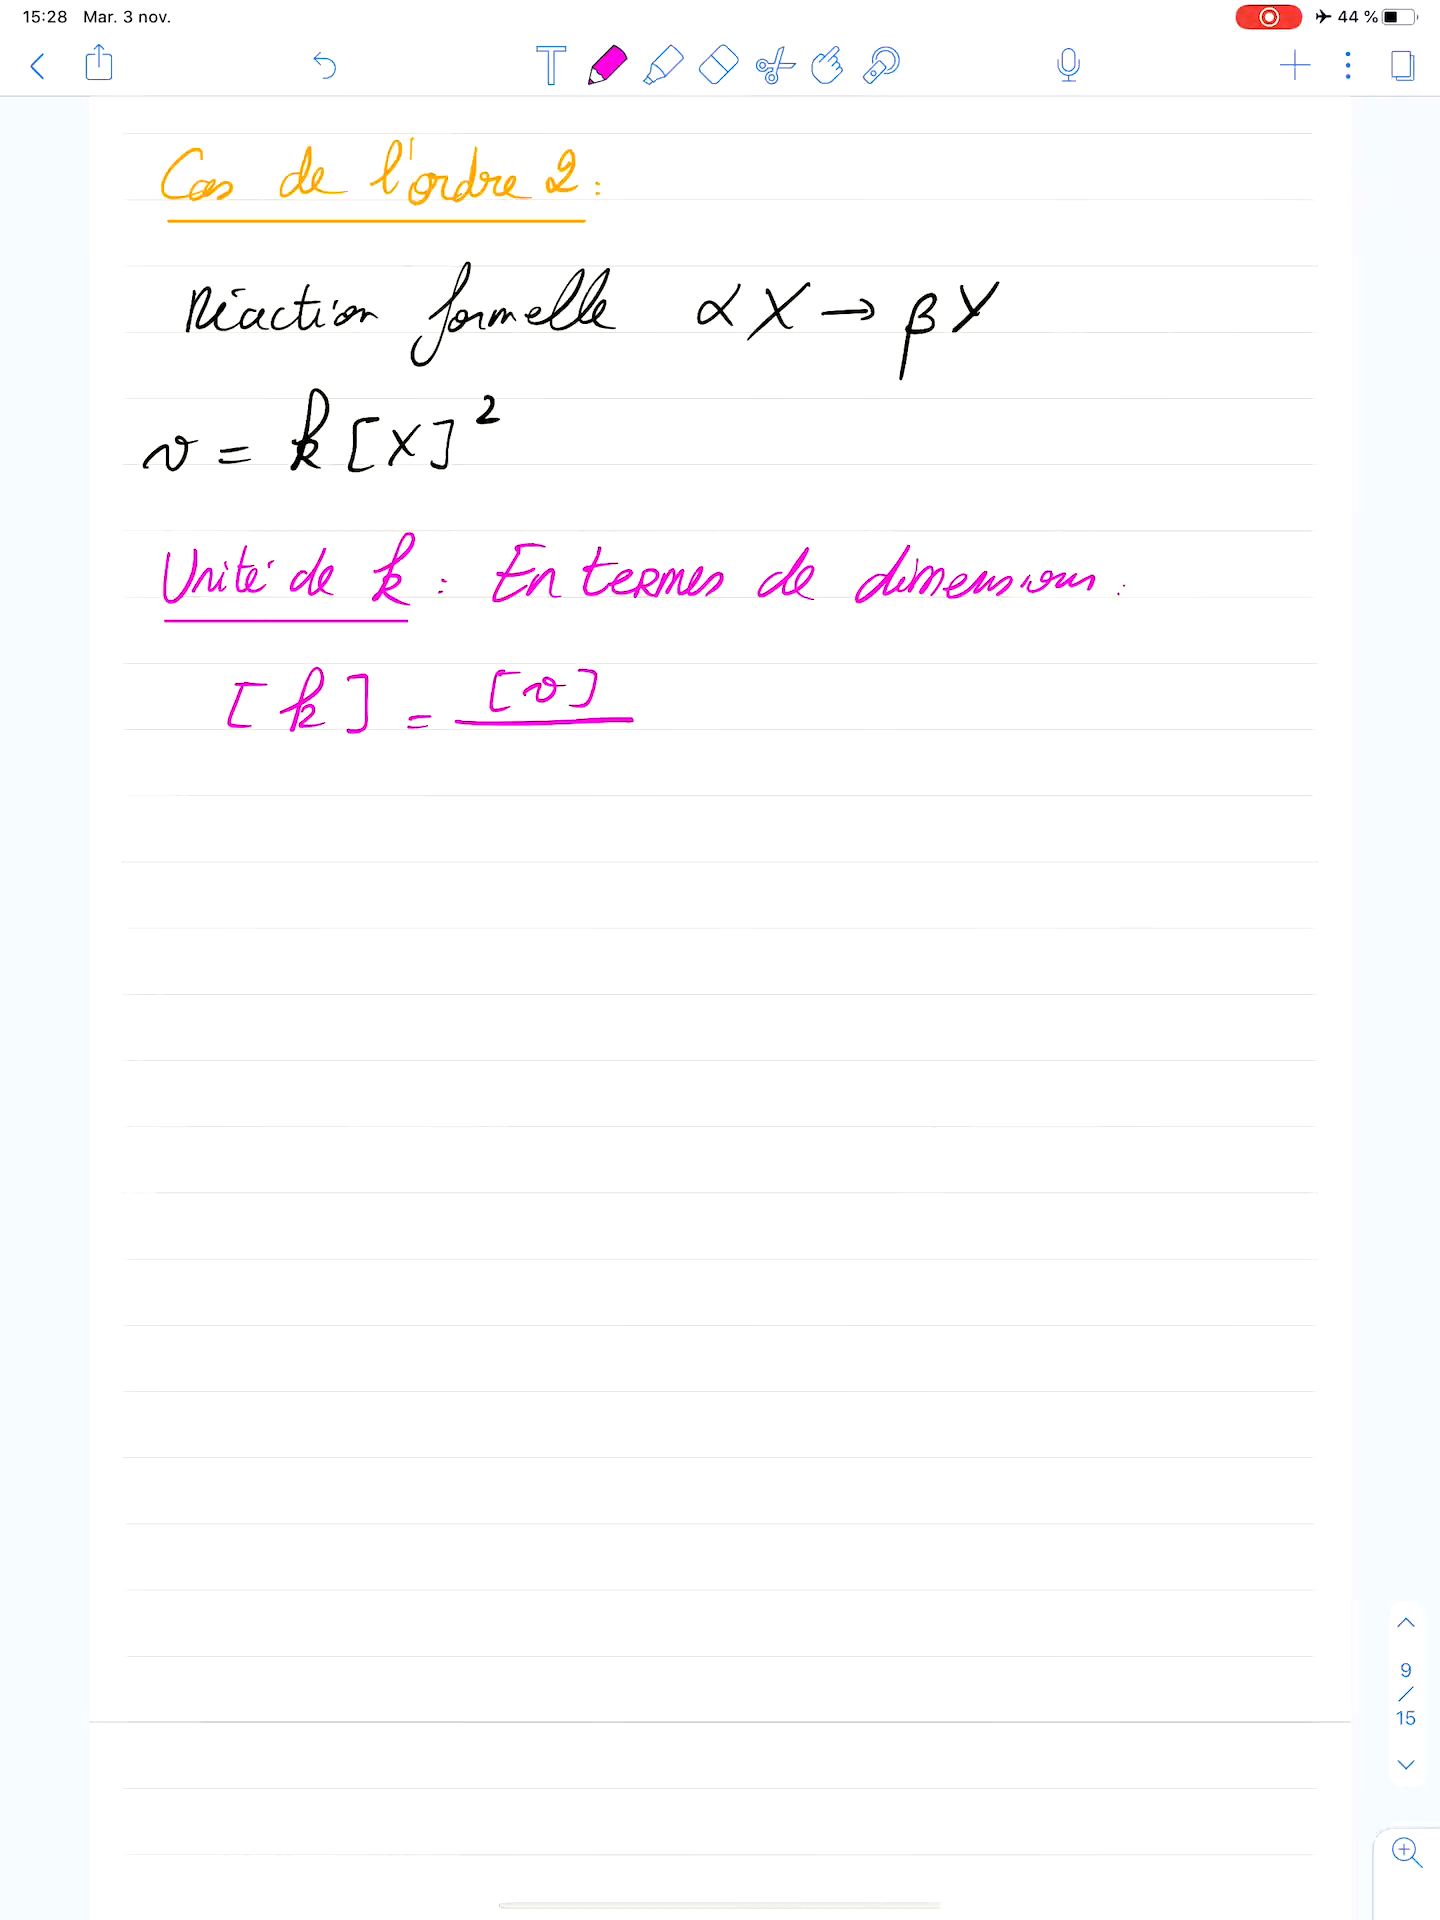 15:28 Mar. 3 nov. 44 %
T
Cas de l'ordre 2 :
Réaction formelle αX → βY
v = k [X]²
Unité de k : En termes de dimensions :
[k] = [v]
9
/
15